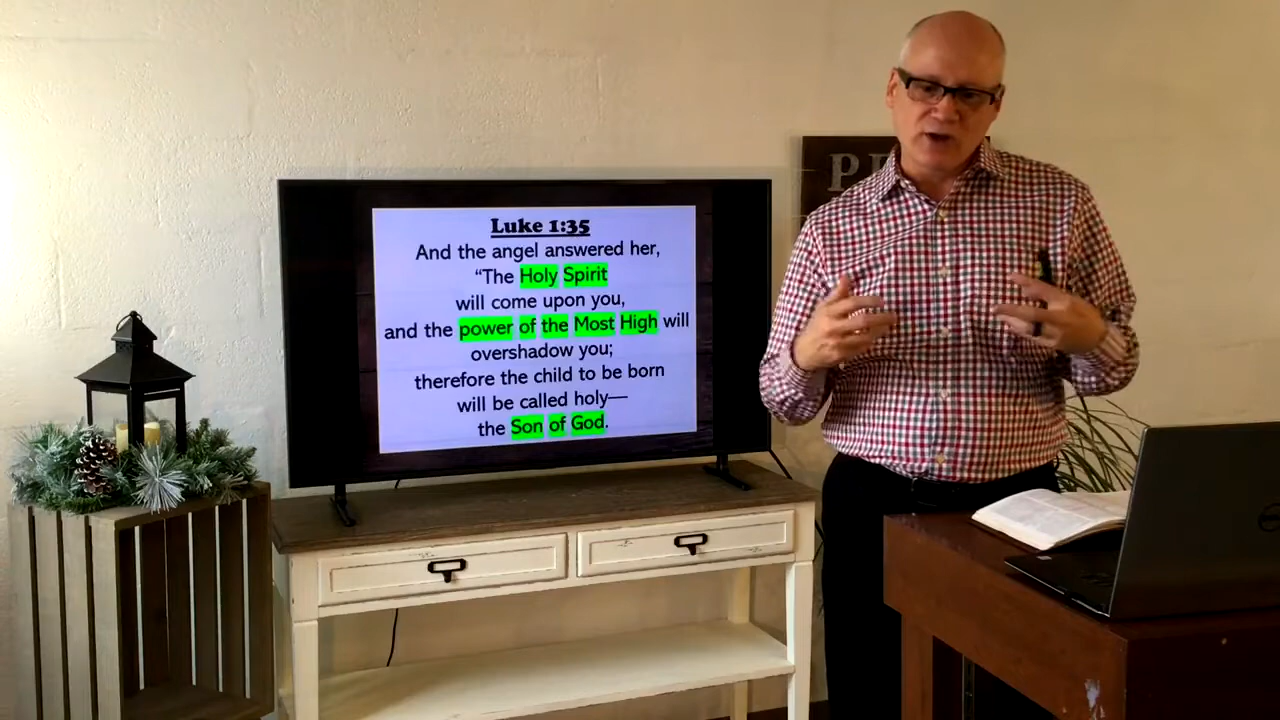 Luke 1:35
And the angel answered her,
“The Holy Spirit
will come upon you,
and the power of the Most High will
overshadow you;
therefore the child to be born
will be called holy—
the Son of God.